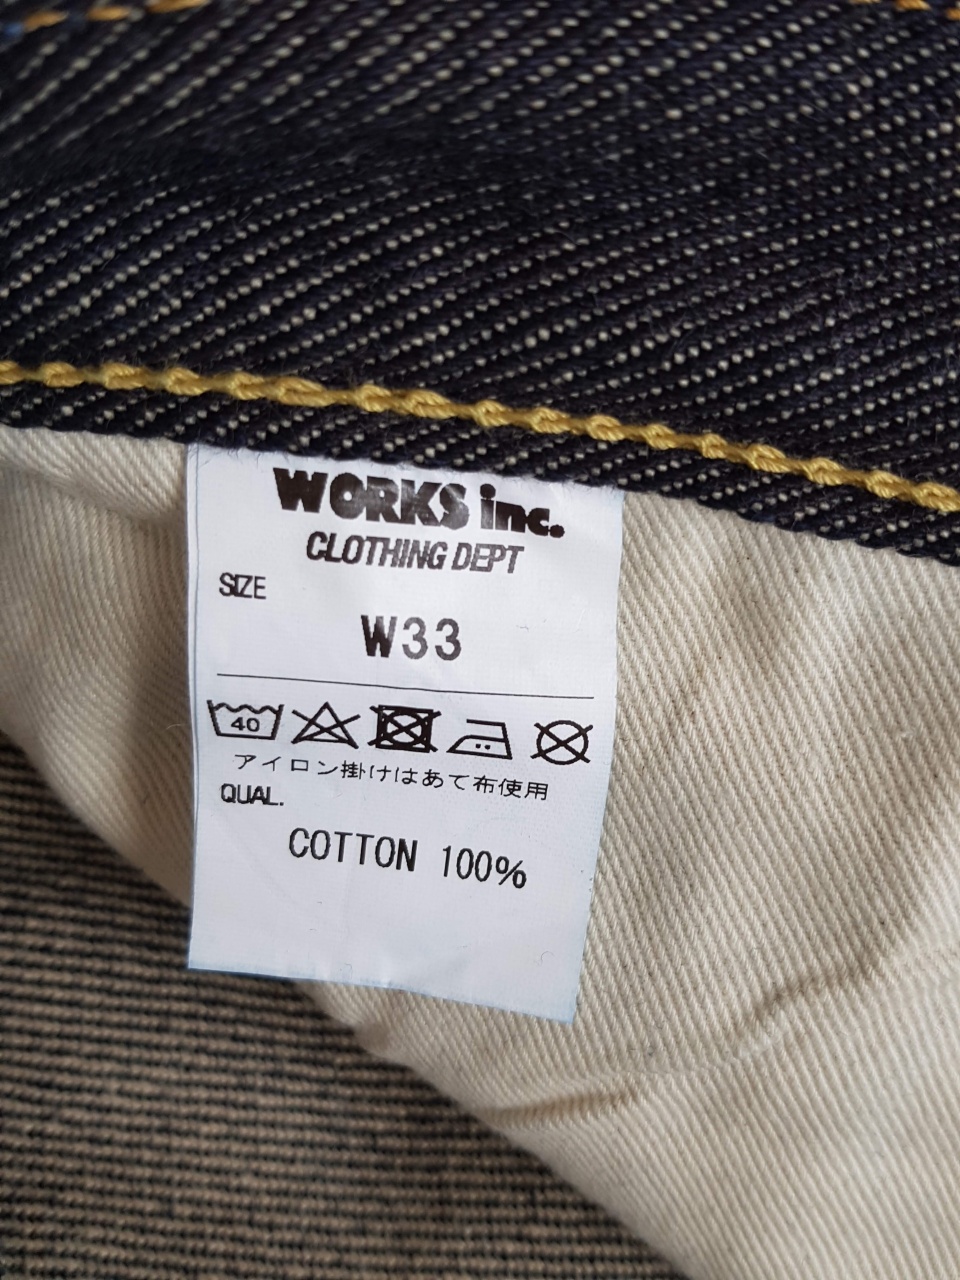 WORKS inc.
CLOTHING DEPT
SIZE
W33
40
アイロン掛けはあて布使用
QUAL.
COTTON 100%